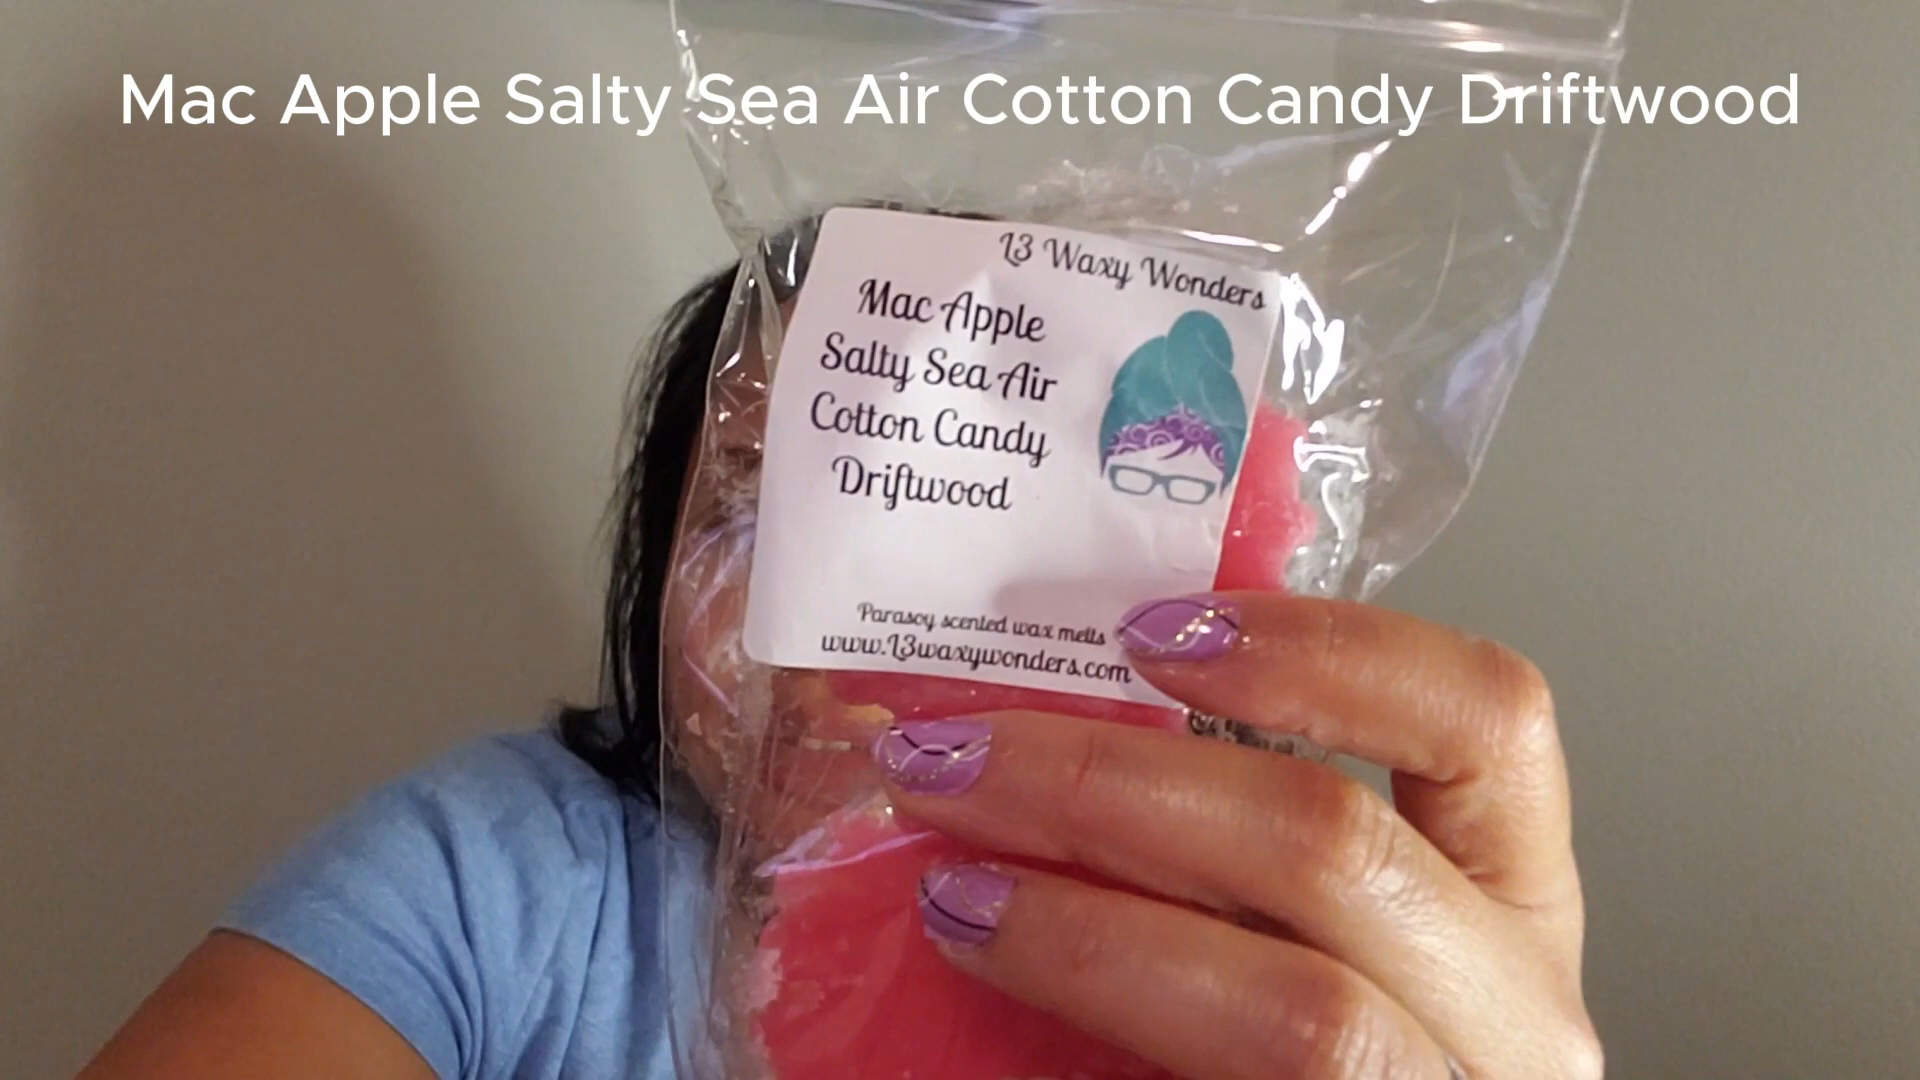 Mac Apple Salty Sea Air Cotton Candy Driftwood
L3 Waxy Wonders
Mac Apple
Salty Sea Air
Cotton Candy
Driftwood
Parasoy scented wax melts
www.L3waxywonders.com